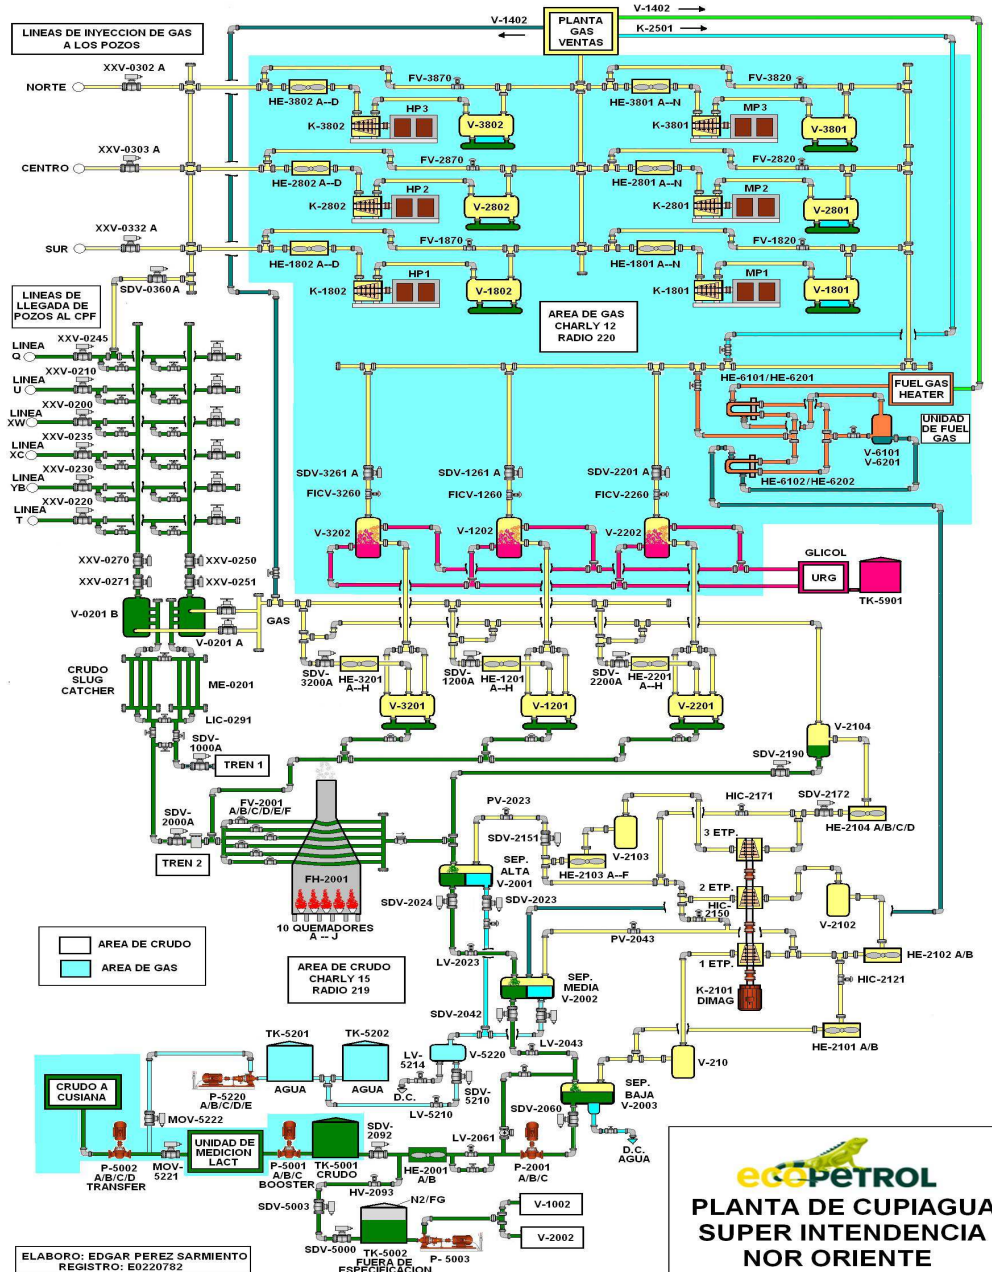 LINEAS DE INYECCION DE GAS
A LOS POZOS
V-1402
PLANTA
GAS
VENTAS
V-1402
K-2501
XXV-0302 A
NORTE
FV-3870
HE-3802 A--D
HP3
K-3802
V-3802
FV-3820
HE-3801 A--N
MP3
K-3801
V-3801
XXV-0303 A
CENTRO
FV-2870
HE-2802 A--D
HP2
K-2802
V-2802
FV-2820
HE-2801 A--N
MP2
K-2801
V-2801
XXV-0332 A
SUR
FV-1870
HE-1802 A--D
HP1
K-1802
V-1802
FV-1820
HE-1801 A--N
MP1
K-1801
V-1801
SDV-0360 A
LINEAS DE
LLEGADA DE
POZOS AL CPF
AREA DE GAS
CHARLY 12
RADIO 220
LINEA
Q
XXV-0245
LINEA
U
XXV-0210
LINEA
XW
XXV-0200
LINEA
XC
XXV-0235
LINEA
YB
XXV-0230
LINEA
T
XXV-0220
HE-6101/HE-6201
FUEL GAS
HEATER
UNIDAD
DE FUEL
GAS
V-6101
V-6201
HE-6102/HE-6202
SDV-3261 A
FICV-3260
V-3202
SDV-1261 A
FICV-1260
V-1202
SDV-2201 A
FICV-2260
V-2202
GLICOL
URG
TK-5901
XXV-0270
XXV-0250
XXV-0271
XXV-0251
V-0201 B
V-0201 A
GAS
CRUDO
SLUG
CATCHER
ME-0201
LIC-0291
SDV-
3200A
HE-3201
A--H
V-3201
SDV-
1200A
HE-1201
A--H
V-1201
SDV-
2200A
HE-2201
A--H
V-2201
V-2104
SDV-2190
SDV-
1000A
TREN 1
SDV-
2000A
TREN 2
FV-2001
A/B/C/D/E/F
FH-2001
10 QUEMADORES
A -- J
PV-2023
SDV-2151
V-2103
HE-2103 A--F
HIC-2171
SDV-2172
HE-2104 A/B/C/D
3 ETP.
2 ETP.
HIC-
2150
1 ETP.
V-2102
HE-2102 A/B
K-2101
DIMAG
HIC-2121
HE-2101 A/B
SEP.
ALTA
V-2001
SDV-2024
SDV-2023
LV-2023
PV-2043
SEP.
MEDIA
V-2002
SDV-2042
LV-2043
V-210
AREA DE CRUDO
AREA DE GAS
AREA DE CRUDO
CHARLY 15
RADIO 219
TK-5201
AGUA
TK-5202
AGUA
P-5220
A/B/C/D/E
LV-
5214
D.C.
V-5220
SDV-
5210
LV-5210
SEP.
BAJA
V-2003
D.C.
AGUA
SDV-2060
CRUDO A
CUSIANA
MOV-5222
P-5002
A/B/C/D
TRANSFER
MOV-
5221
UNIDAD DE
MEDICION
LACT
P-5001
A/B/C
BOOSTER
TK-5001
CRUDO
SDV-
2092
HE-2001
A/B
LV-2061
P-2001
A/B/C
HV-2093
SDV-5003
N2/FG
SDV-5000
TK-5002
FUERA DE
ESPECIFICACION
P- 5003
V-1002
V-2002
ELABORO: EDGAR PEREZ SARMIENTO
REGISTRO: E0220782
ecopetrol
PLANTA DE CUPIAGUA
SUPER INTENDENCIA
NOR ORIENTE